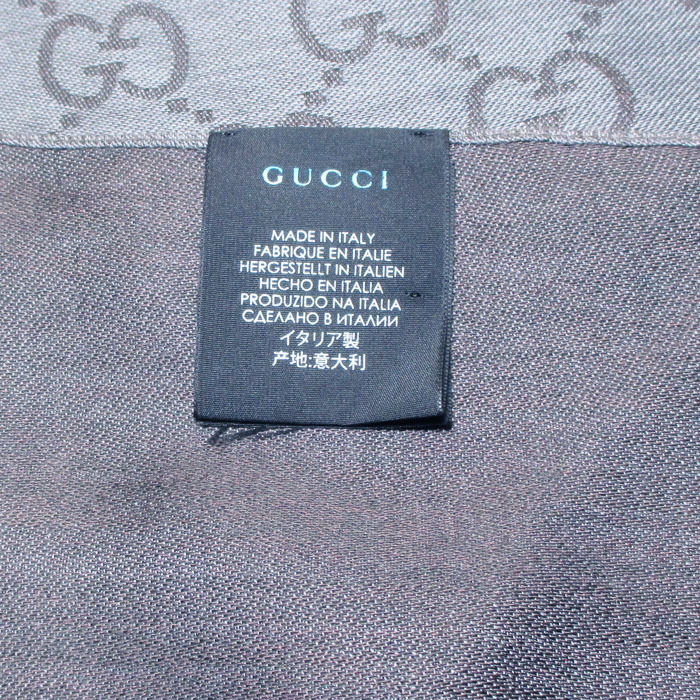 GUCCI
MADE IN ITALY
FABRIQUE EN ITALIE
HERGESTELLT IN ITALIEN
HECHO EN ITALIA
PRODUZIDO NA ITALIA
СДЕЛАНО В ИТАЛИИ
イタリア製
产地:意大利